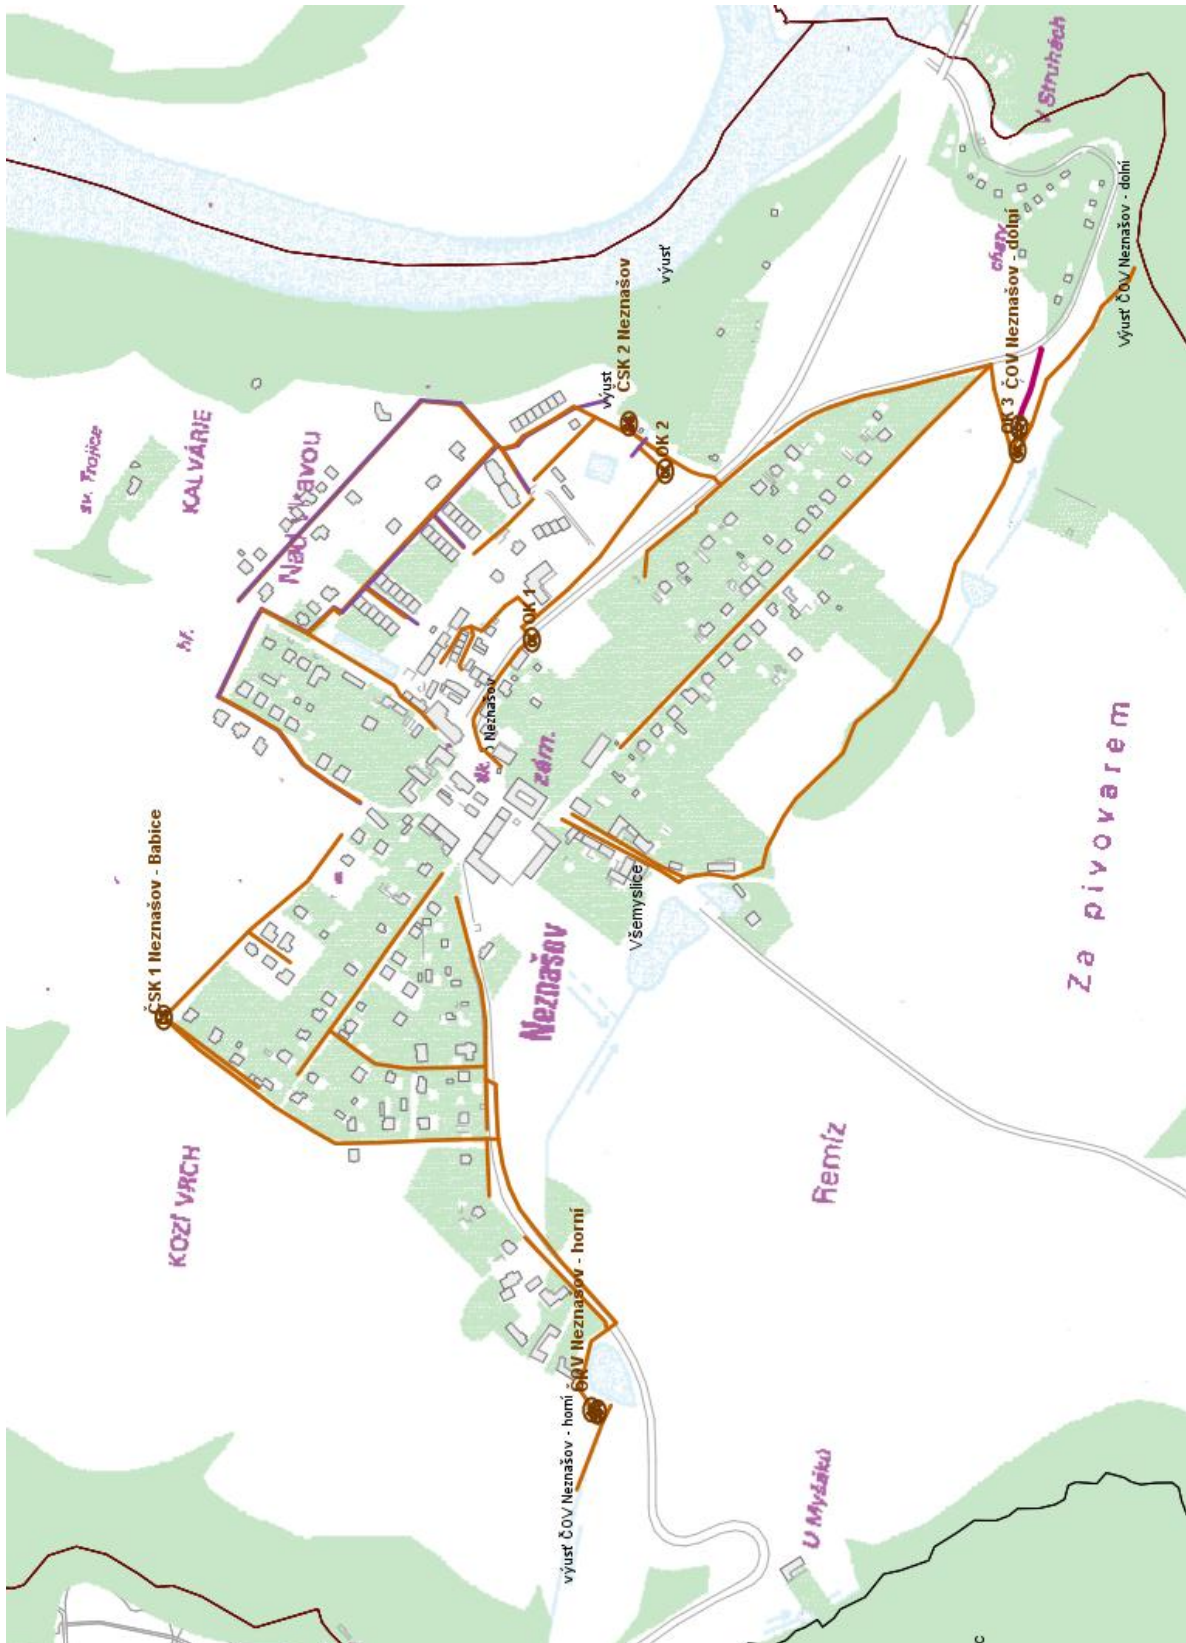 V Struhách
sv. Trojice
KALVÁRIE
Nad Vltavou
hř.
výusť
ČSK 2 Neznašov
výust
OK 2
chaty
ČOV Neznašov - dolní
OK 3
Výusť ČOV Neznašov - dolní
OK 1
Neznašov
zám.
ČSK 1 Neznašov - Babice
Všemyslice
Neznašov
Za pivovarem
KOZÍ VRCH
Remíz
ČOV Neznašov - horní
výusť ČOV Neznašov - horní
U Myšáků